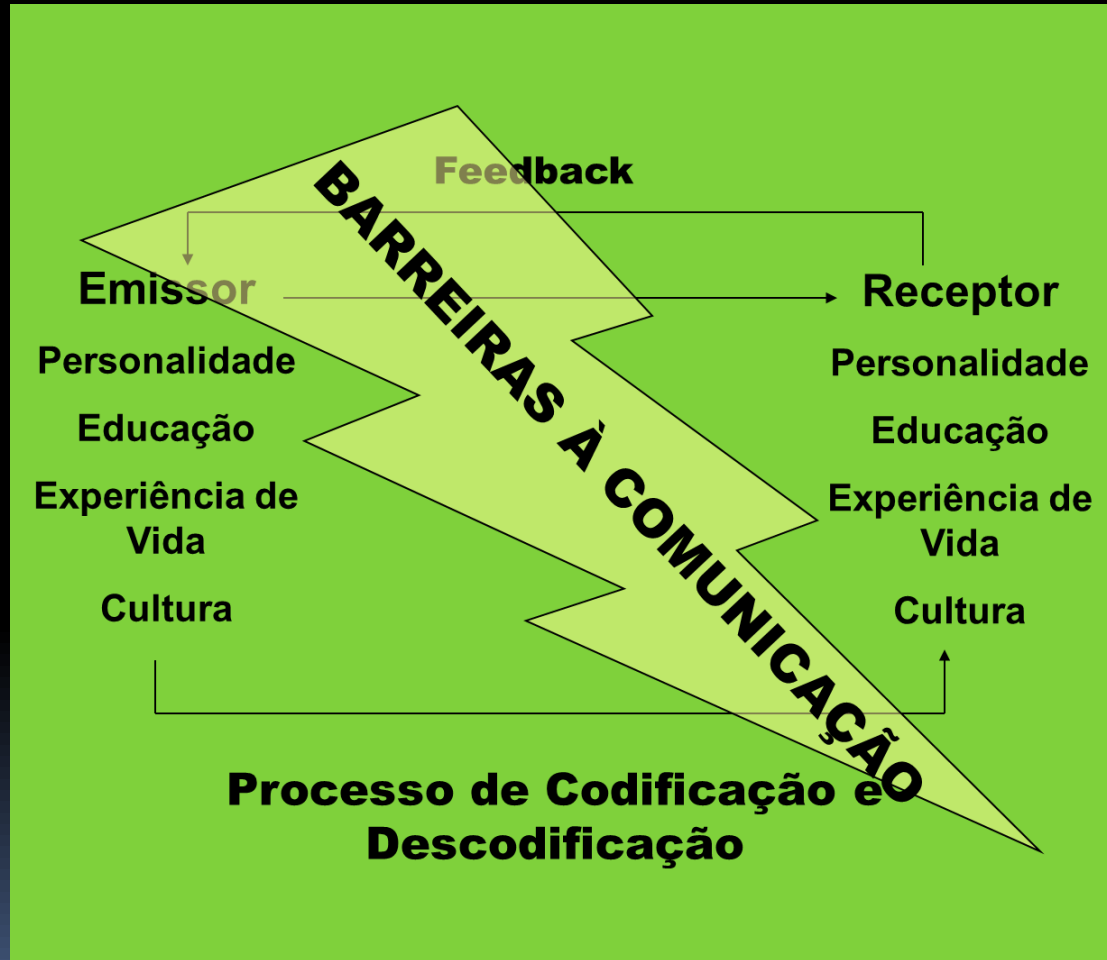 Feedback
BARREIRAS À COMUNICAÇÃO
Emissor
Personalidade
Educação
Experiência de
Vida
Cultura
Receptor
Personalidade
Educação
Experiência de
Vida
Cultura
Processo de Codificação e
Descodificação